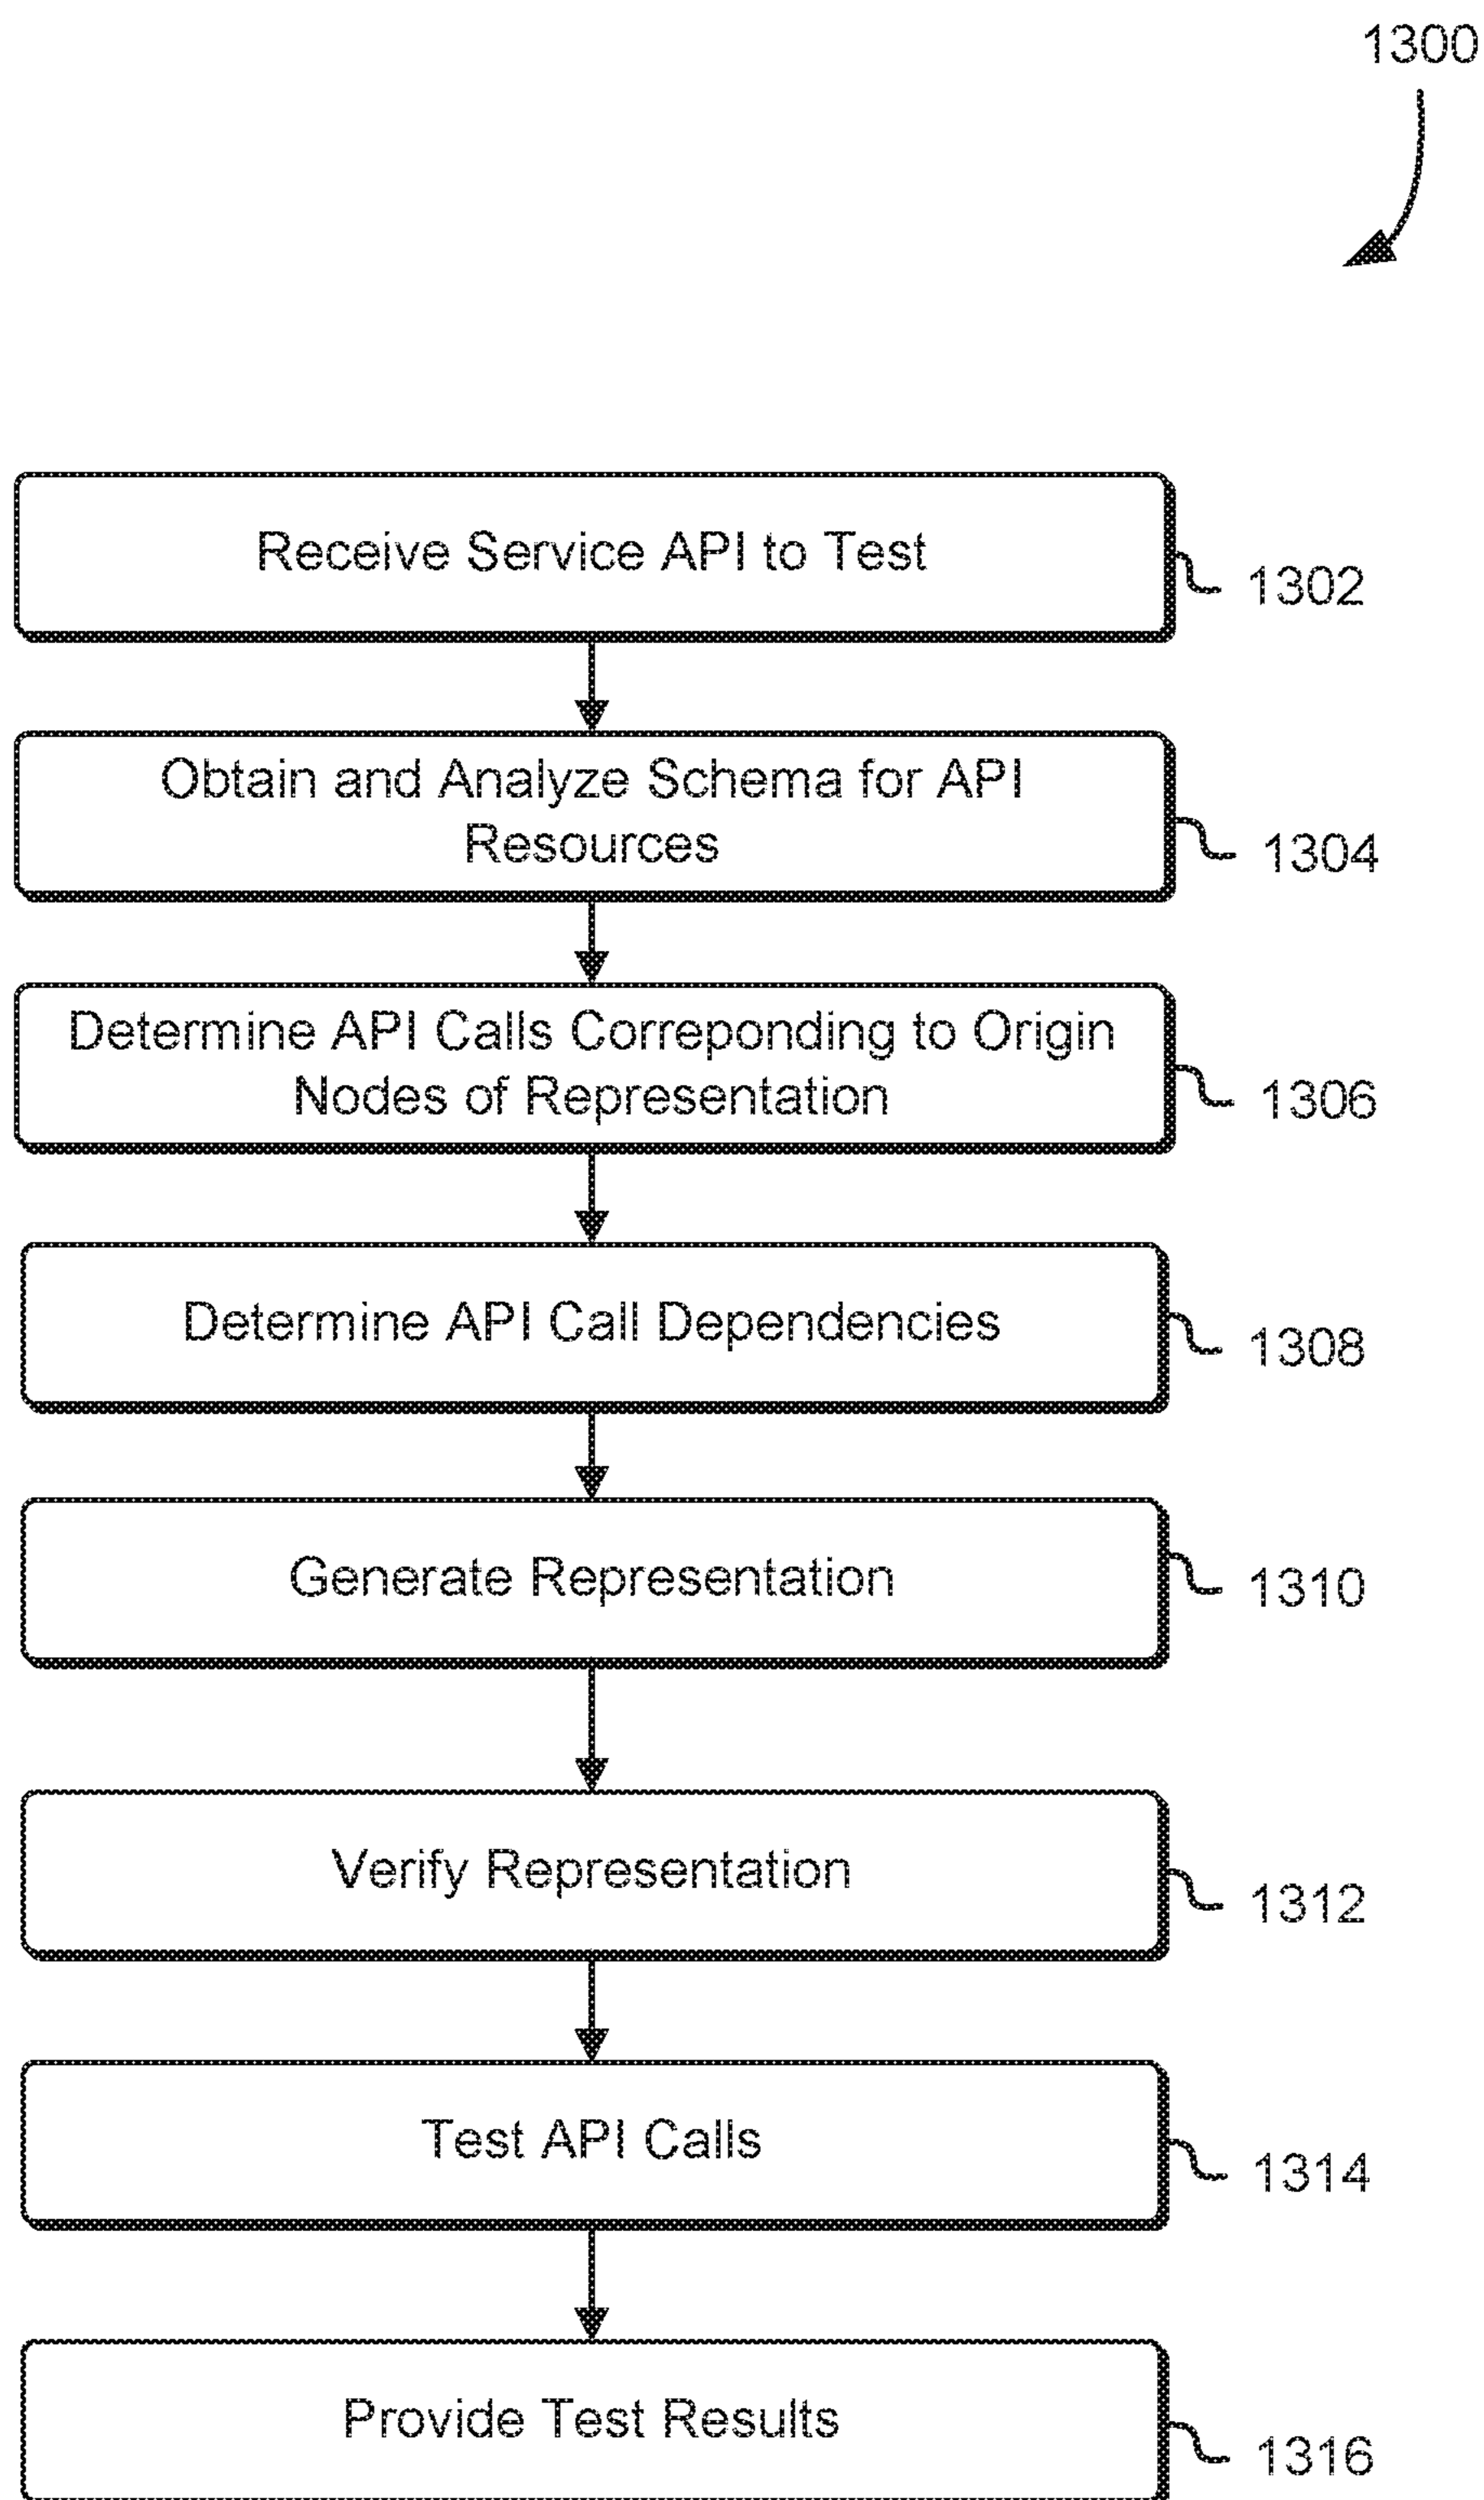 1300
Receive Service API to Test
1302
Obtain and Analyze Schema for API
Resources
1304
Determine API Calls Correponding to Origin
Nodes of Representation
1306
Determine API Call Dependencies
1308
Generate Representation
1310
Verify Representation
1312
Test API Calls
1314
Provide Test Results
1316